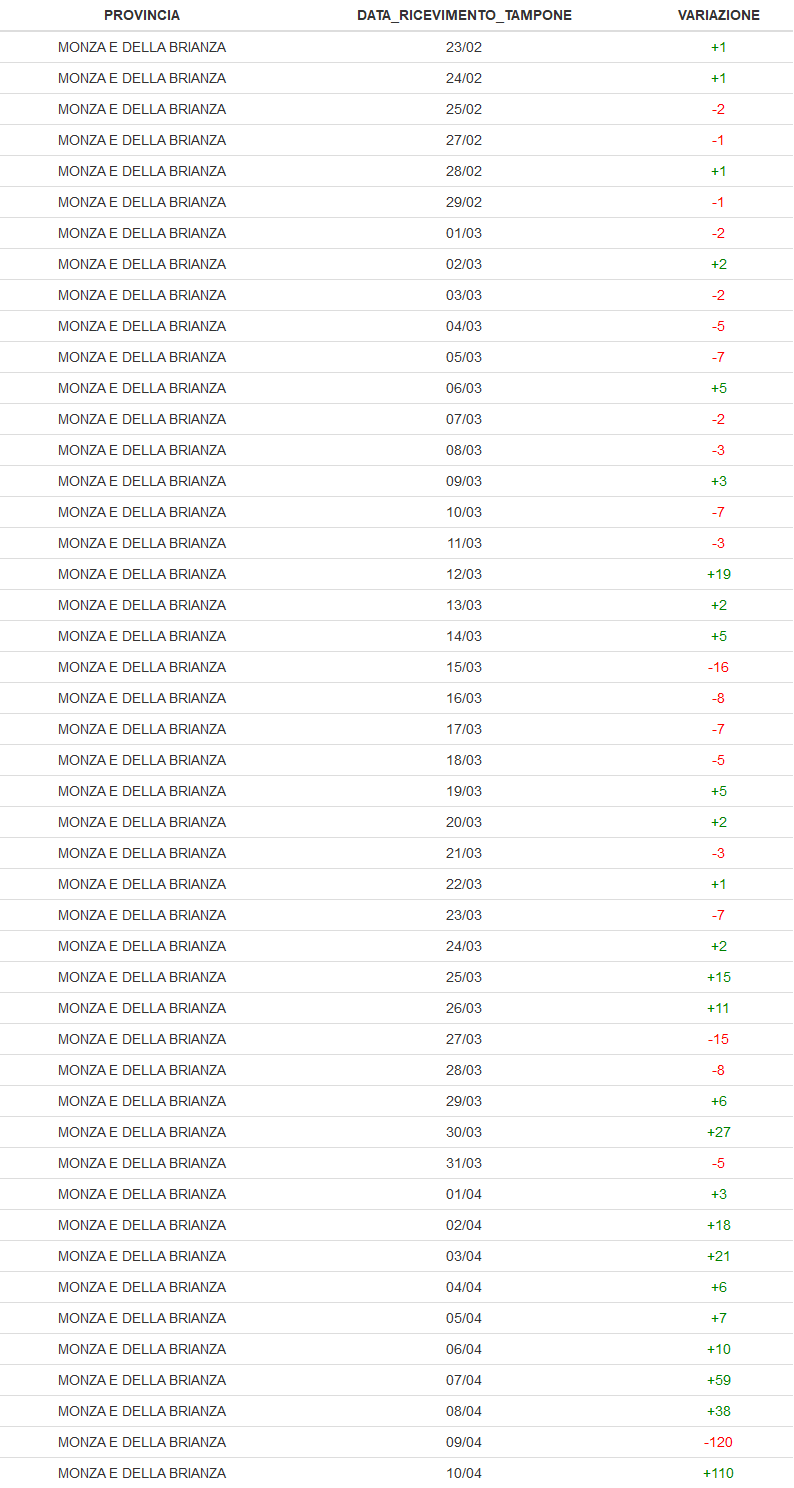 PROVINCIA DATA_RICEVIMENTO_TAMPONE VARIAZIONE
MONZA E DELLA BRIANZA 23/02 +1
MONZA E DELLA BRIANZA 24/02 +1
MONZA E DELLA BRIANZA 25/02 -2
MONZA E DELLA BRIANZA 27/02 -1
MONZA E DELLA BRIANZA 28/02 +1
MONZA E DELLA BRIANZA 29/02 -1
MONZA E DELLA BRIANZA 01/03 -2
MONZA E DELLA BRIANZA 02/03 +2
MONZA E DELLA BRIANZA 03/03 -2
MONZA E DELLA BRIANZA 04/03 -5
MONZA E DELLA BRIANZA 05/03 -7
MONZA E DELLA BRIANZA 06/03 +5
MONZA E DELLA BRIANZA 07/03 -2
MONZA E DELLA BRIANZA 08/03 -3
MONZA E DELLA BRIANZA 09/03 +3
MONZA E DELLA BRIANZA 10/03 -7
MONZA E DELLA BRIANZA 11/03 -3
MONZA E DELLA BRIANZA 12/03 +19
MONZA E DELLA BRIANZA 13/03 +2
MONZA E DELLA BRIANZA 14/03 +5
MONZA E DELLA BRIANZA 15/03 -16
MONZA E DELLA BRIANZA 16/03 -8
MONZA E DELLA BRIANZA 17/03 -7
MONZA E DELLA BRIANZA 18/03 -5
MONZA E DELLA BRIANZA 19/03 +5
MONZA E DELLA BRIANZA 20/03 +2
MONZA E DELLA BRIANZA 21/03 -3
MONZA E DELLA BRIANZA 22/03 +1
MONZA E DELLA BRIANZA 23/03 -7
MONZA E DELLA BRIANZA 24/03 +2
MONZA E DELLA BRIANZA 25/03 +15
MONZA E DELLA BRIANZA 26/03 +11
MONZA E DELLA BRIANZA 27/03 -15
MONZA E DELLA BRIANZA 28/03 -8
MONZA E DELLA BRIANZA 29/03 +6
MONZA E DELLA BRIANZA 30/03 +27
MONZA E DELLA BRIANZA 31/03 -5
MONZA E DELLA BRIANZA 01/04 +3
MONZA E DELLA BRIANZA 02/04 +18
MONZA E DELLA BRIANZA 03/04 +21
MONZA E DELLA BRIANZA 04/04 +6
MONZA E DELLA BRIANZA 05/04 +7
MONZA E DELLA BRIANZA 06/04 +10
MONZA E DELLA BRIANZA 07/04 +59
MONZA E DELLA BRIANZA 08/04 +38
MONZA E DELLA BRIANZA 09/04 -120
MONZA E DELLA BRIANZA 10/04 +110